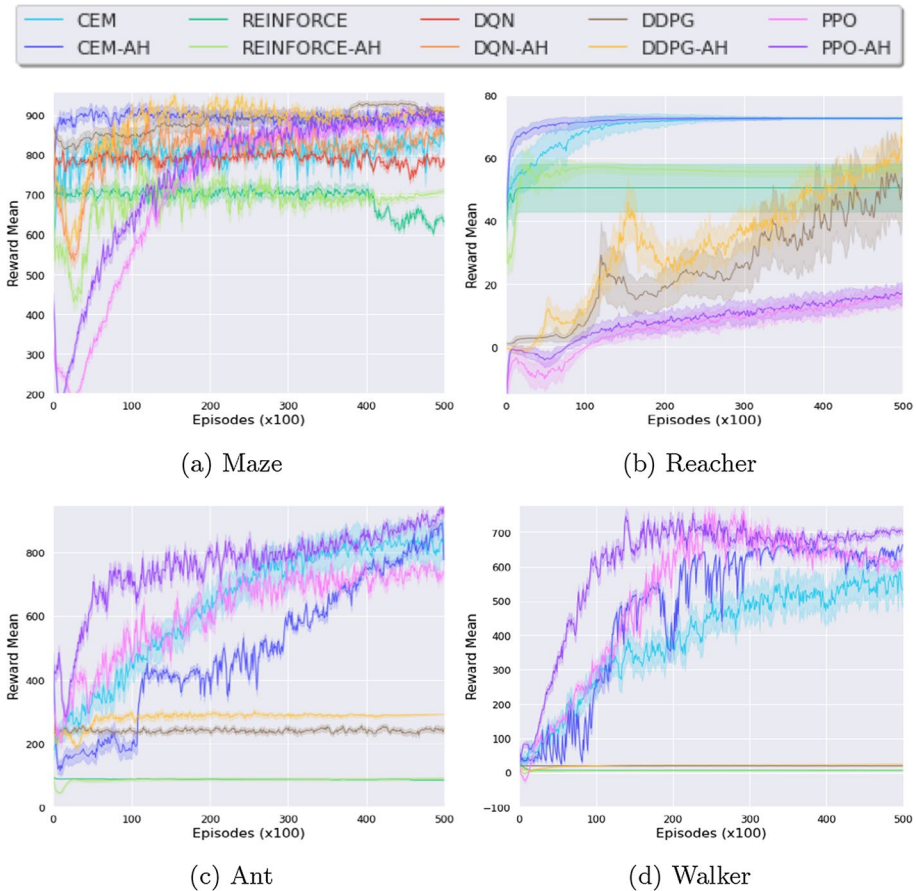 CEM REINFORCE DQN DDPG PPO
CEM-AH REINFORCE-AH DQN-AH DDPG-AH PPO-AH
900
800
700
600
500
400
300
200
Reward Mean
0 100 200 300 400 500
Episodes (x100)
(a) Maze
80
60
40
20
0
Reward Mean
0 100 200 300 400 500
Episodes (x100)
(b) Reacher
800
600
400
200
0
Reward Mean
0 100 200 300 400 500
Episodes (x100)
(c) Ant
700
600
500
400
300
200
100
0
−100
Reward Mean
0 100 200 300 400 500
Episodes (x100)
(d) Walker